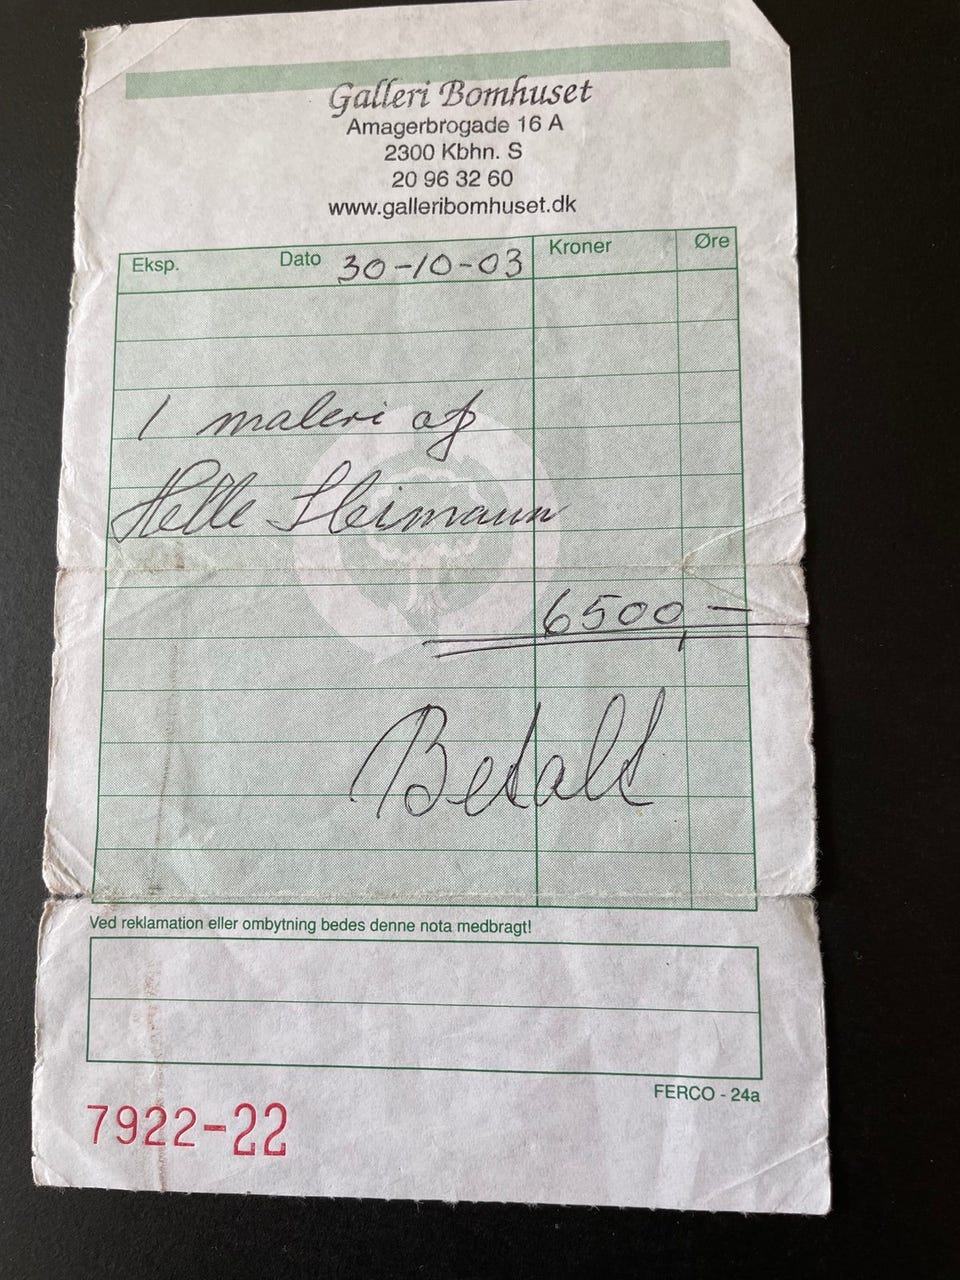 Galleri Bomhuset
Amagerbrogade 16 A
2300 Kbhn. S
20 96 32 60
www.galleribomhuset.dk
Eksp. Dato 30-10-03 Kroner Øre
1 maleri af
Helle
6500,-
Betalt
Ved reklamation eller ombytning bedes denne nota medbragt!
FERCO - 24a
7922-22